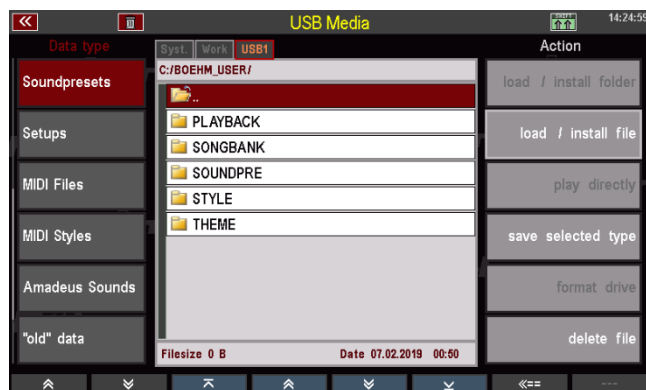 USB Media
SHIFT
14:24:59
Data type
Syst. Work USB1
Action
C:/BOEHM_USER/
Soundpresets
Setups
MIDI Files
MIDI Styles
Amadeus Sounds
"old" data
..
PLAYBACK
SONGBANK
SOUNDPRE
STYLE
THEME
Filesize 0 B
Date 07.02.2019 00:50
load / install folder
load / install file
play directly
save selected type
format drive
delete file
«==
---